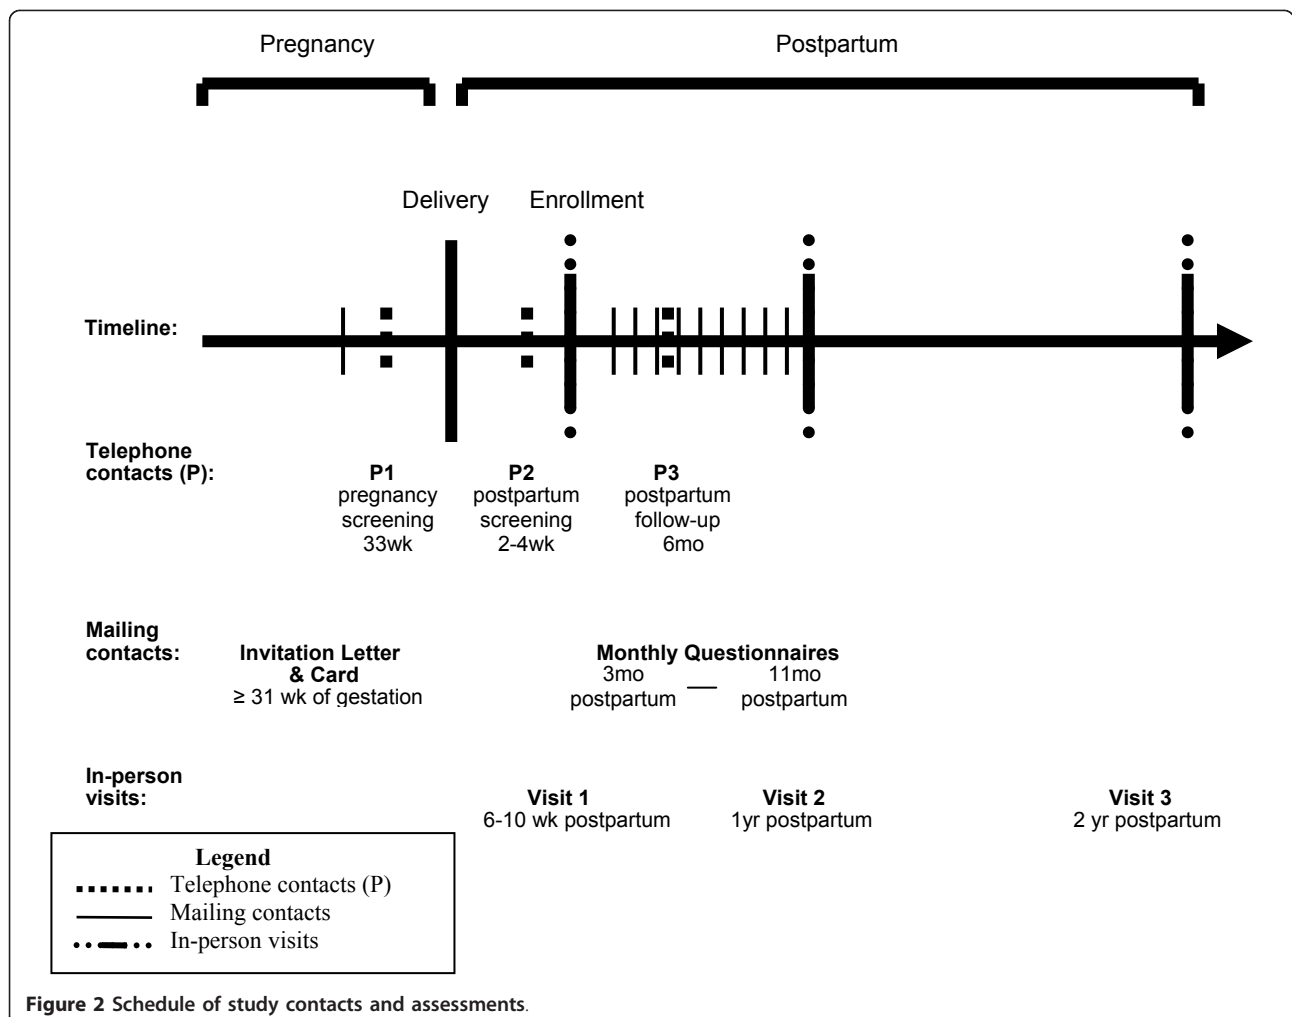 Pregnancy
Postpartum
Delivery
Enrollment
Timeline:
Telephone
contacts (P):
P1
pregnancy
screening
33wk
P2
postpartum
screening
2-4wk
P3
postpartum
follow-up
6mo
Mailing
contacts:
Invitation Letter
& Card
≥ 31 wk of gestation
Monthly Questionnaires
3mo
postpartum
11mo
postpartum
In-person
visits:
Visit 1
6-10 wk postpartum
Visit 2
1yr postpartum
Visit 3
2 yr postpartum
Legend
Telephone contacts (P)
Mailing contacts
In-person visits
Figure 2 Schedule of study contacts and assessments.